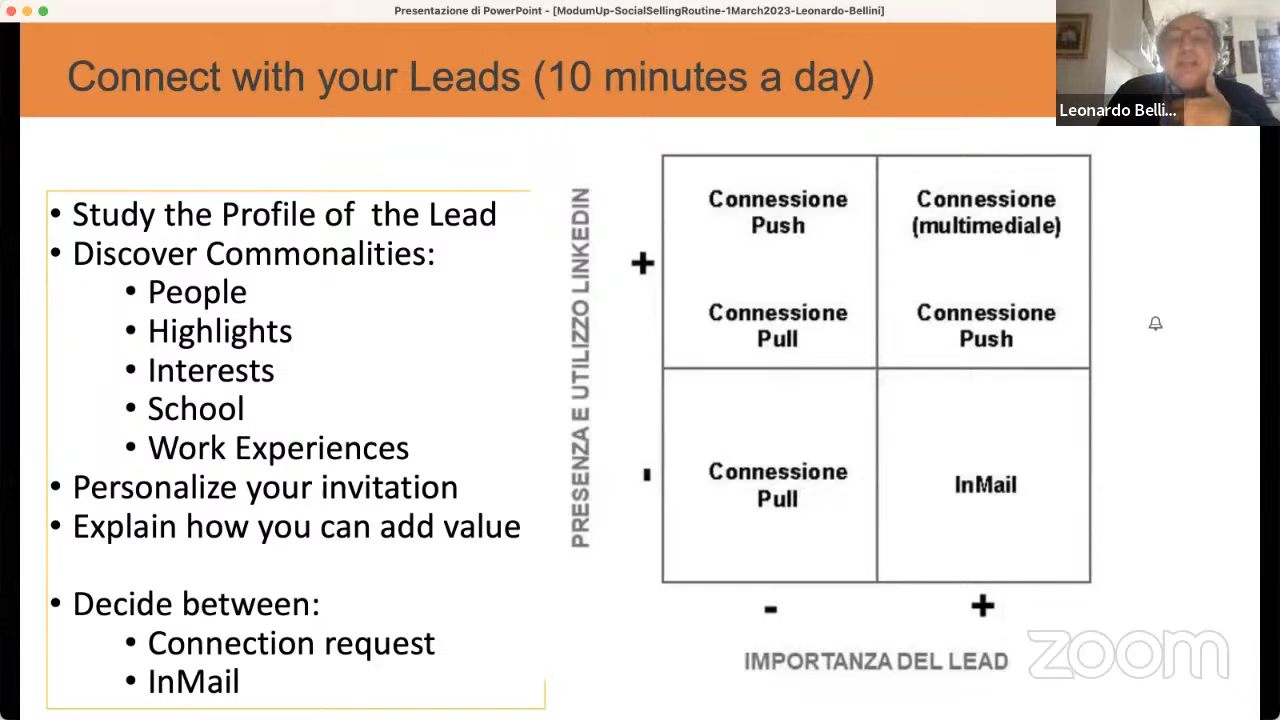 Presentazione di PowerPoint - [ModumUp-SocialSellingRoutine-1March2023-Leonardo-Bellini]
Connect with your Leads (10 minutes a day)
Leonardo Belli...
• Study the Profile of  the Lead
• Discover Commonalities:
• People
• Highlights
• Interests
• School
• Work Experiences
• Personalize your invitation
• Explain how you can add value
• Decide between:
• Connection request
• InMail
PRESENZA E UTILIZZO LINKEDIN
+
-
Connessione
Push
Connessione
Pull
Connessione
(multimediale)
Connessione
Push
Connessione
Pull
InMail
-
+
IMPORTANZA DEL LEAD
zoom